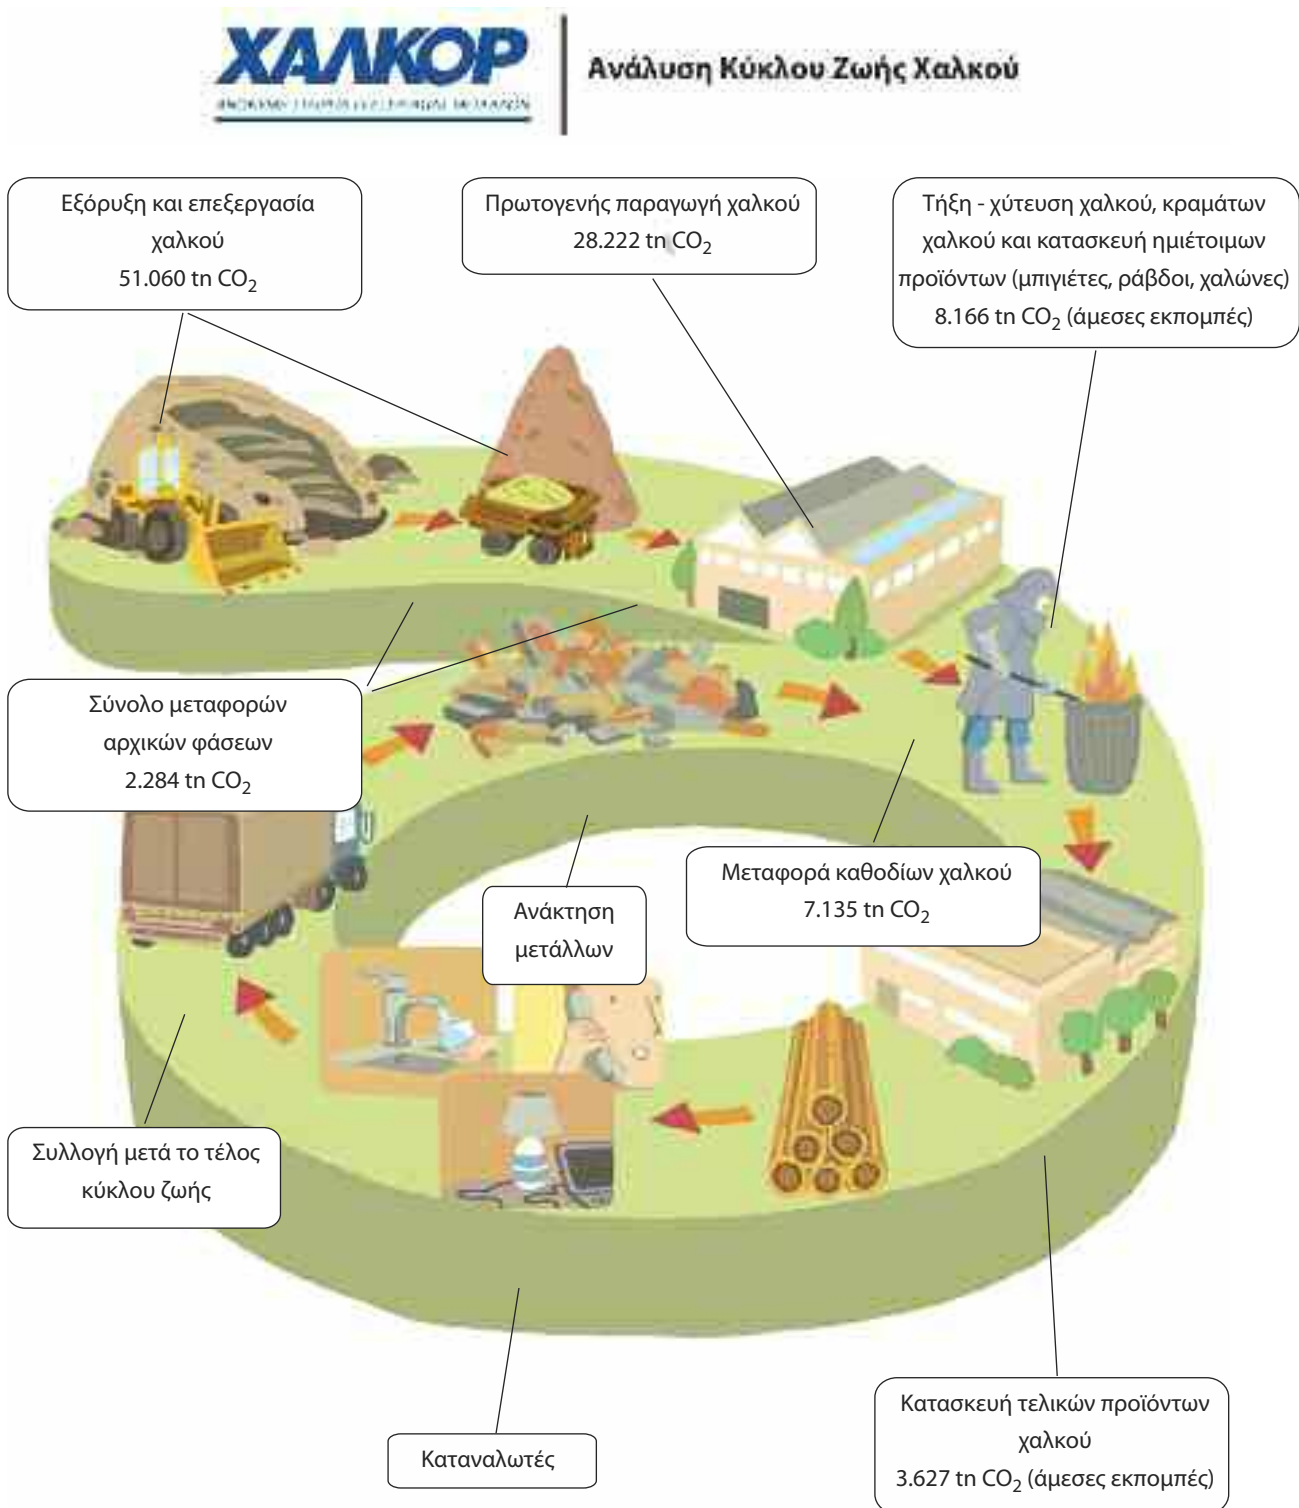 ΧΑΛΚΟΡ
Ανάλυση Κύκλου Ζωής Χαλκού
Εξόρυξη και επεξεργασία
χαλκού
51.060 tn CO₂
Πρωτογενής παραγωγή χαλκού
28.222 tn CO₂
Τήξη - χύτευση χαλκού, κραμάτων
χαλκού και κατασκευή ημιέτοιμων
προϊόντων (μπιγιέτες, ράβδοι, χαλώνες)
8.166 tn CO₂ (άμεσες εκπομπές)
Σύνολο μεταφορών
αρχικών φάσεων
2.284 tn CO₂
Μεταφορά καθοδίων χαλκού
7.135 tn CO₂
Ανάκτηση
μετάλλων
Συλλογή μετά το τέλος
κύκλου ζωής
Καταναλωτές
Κατασκευή τελικών προϊόντων
χαλκού
3.627 tn CO₂ (άμεσες εκπομπές)